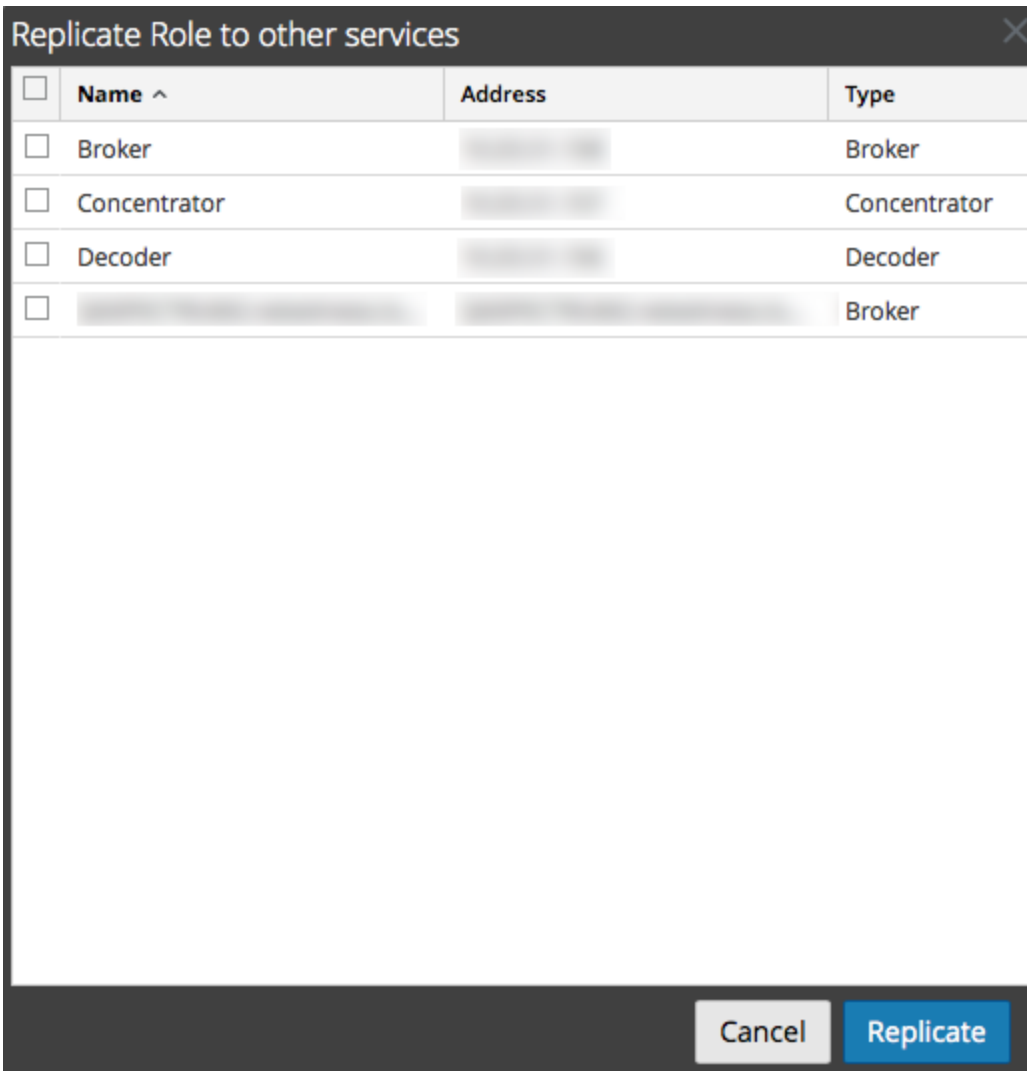 Replicate Role to other services
Name Address Type
Broker Broker
Concentrator Concentrator
Decoder Decoder
Broker
Cancel Replicate